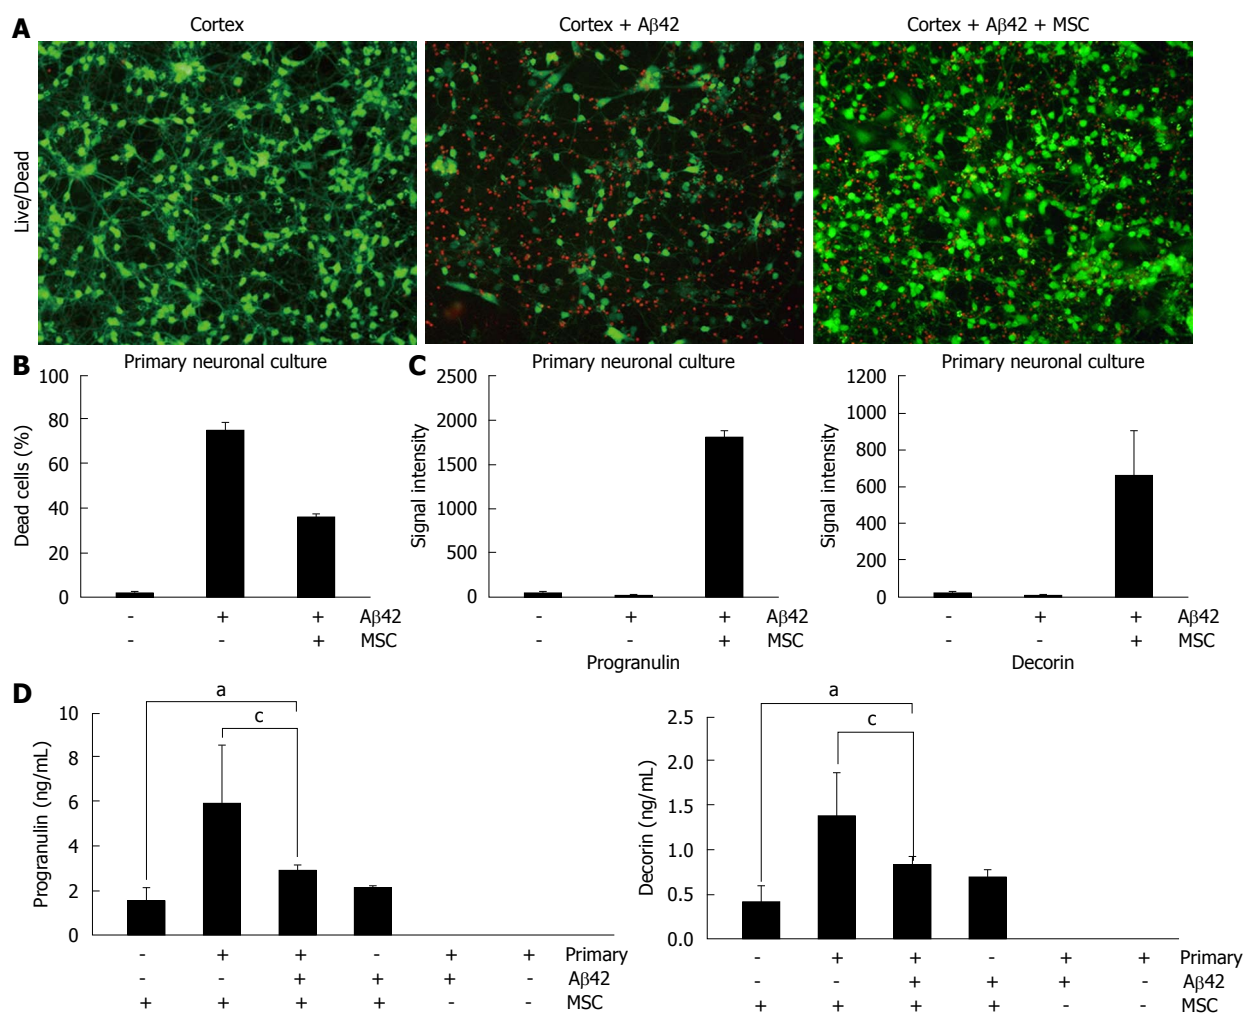 A
Cortex
Cortex + Aβ42
Cortex + Aβ42 + MSC
Live/Dead
B
Primary neuronal culture
Dead cells (%)
100
80
60
40
20
0
- + + Aβ42
- - + MSC
C
Primary neuronal culture
Signal intensity
2500
2000
1500
1000
500
0
- + + Aβ42
- - + MSC
Progranulin
Primary neuronal culture
Signal intensity
1200
1000
800
600
400
200
0
- + + Aβ42
- - + MSC
Decorin
D
a
c
Progranulin (ng/mL)
10
8
6
4
2
0
- + + - + + Primary
- - + + + - Aβ42
+ + + + - - MSC
a
c
Decorin (ng/mL)
2.5
2.0
1.5
1.0
0.5
0.0
- + + - + + Primary
- - + + + - Aβ42
+ + + + - - MSC